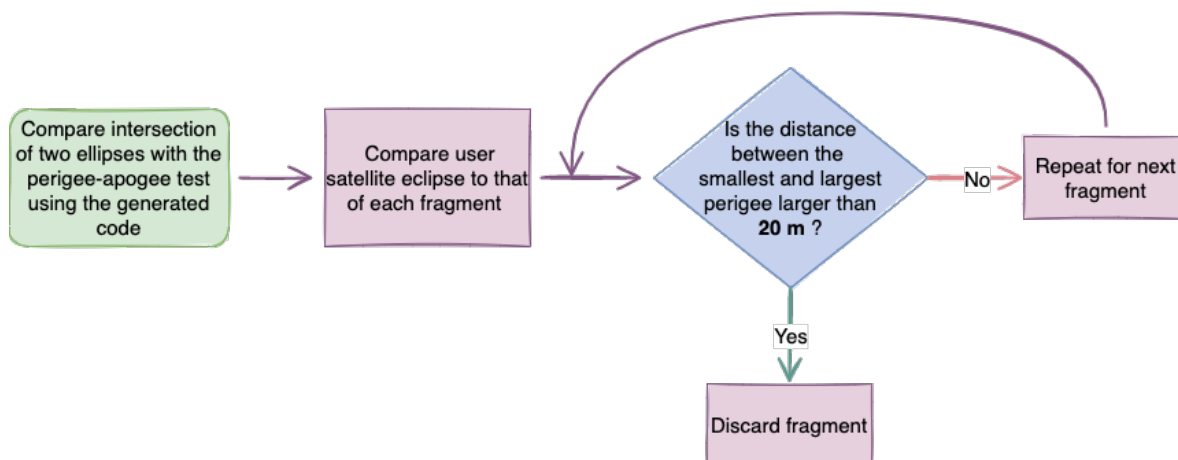 Compare intersection
of two ellipses with the
perigee-apogee test
using the generated
code
Compare user
satellite eclipse to that
of each fragment
Is the distance
between the
smallest and largest
perigee larger than
20 m ?
No
Repeat for next
fragment
Yes
Discard fragment